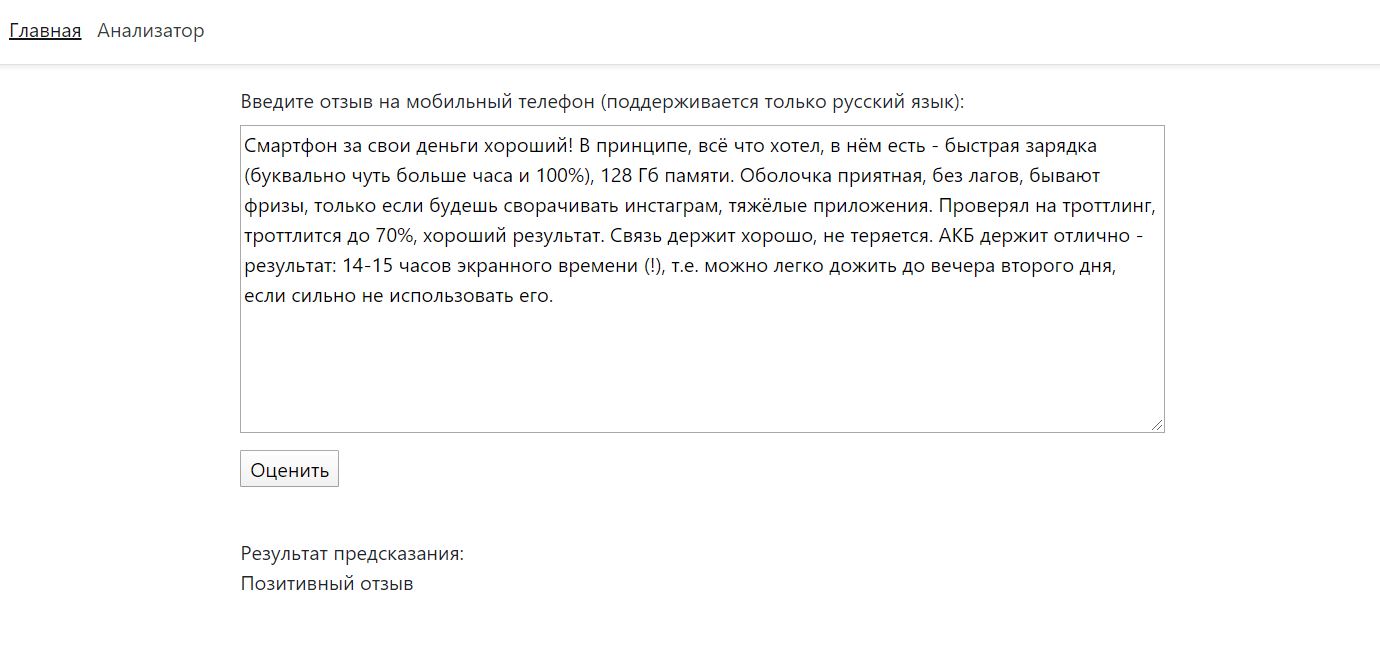 Главная Анализатор
Введите отзыв на мобильный телефон (поддерживается только русский язык):
Смартфон за свои деньги хороший! В принципе, всё что хотел, в нём есть - быстрая зарядка
(буквально чуть больше часа и 100%), 128 Гб памяти. Оболочка приятная, без лагов, бывают
фризы, только если будешь сворачивать инстаграм, тяжёлые приложения. Проверял на троттлинг,
троттлится до 70%, хороший результат. Связь держит хорошо, не теряется. АКБ держит отлично -
результат: 14-15 часов экранного времени (!), т.е. можно легко дожить до вечера второго дня,
если сильно не использовать его.
Оценить
Результат предсказания:
Позитивный отзыв